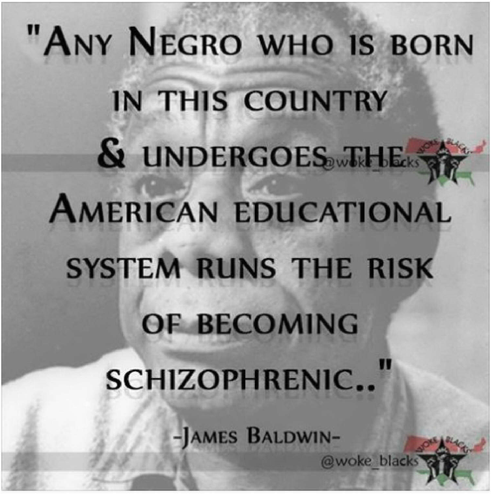 "Any Negro who is born
in this country
& undergoes the
@woke_blacks
American educational
system runs the risk
of becoming
schizophrenic.."
-James Baldwin-
@woke_blacks